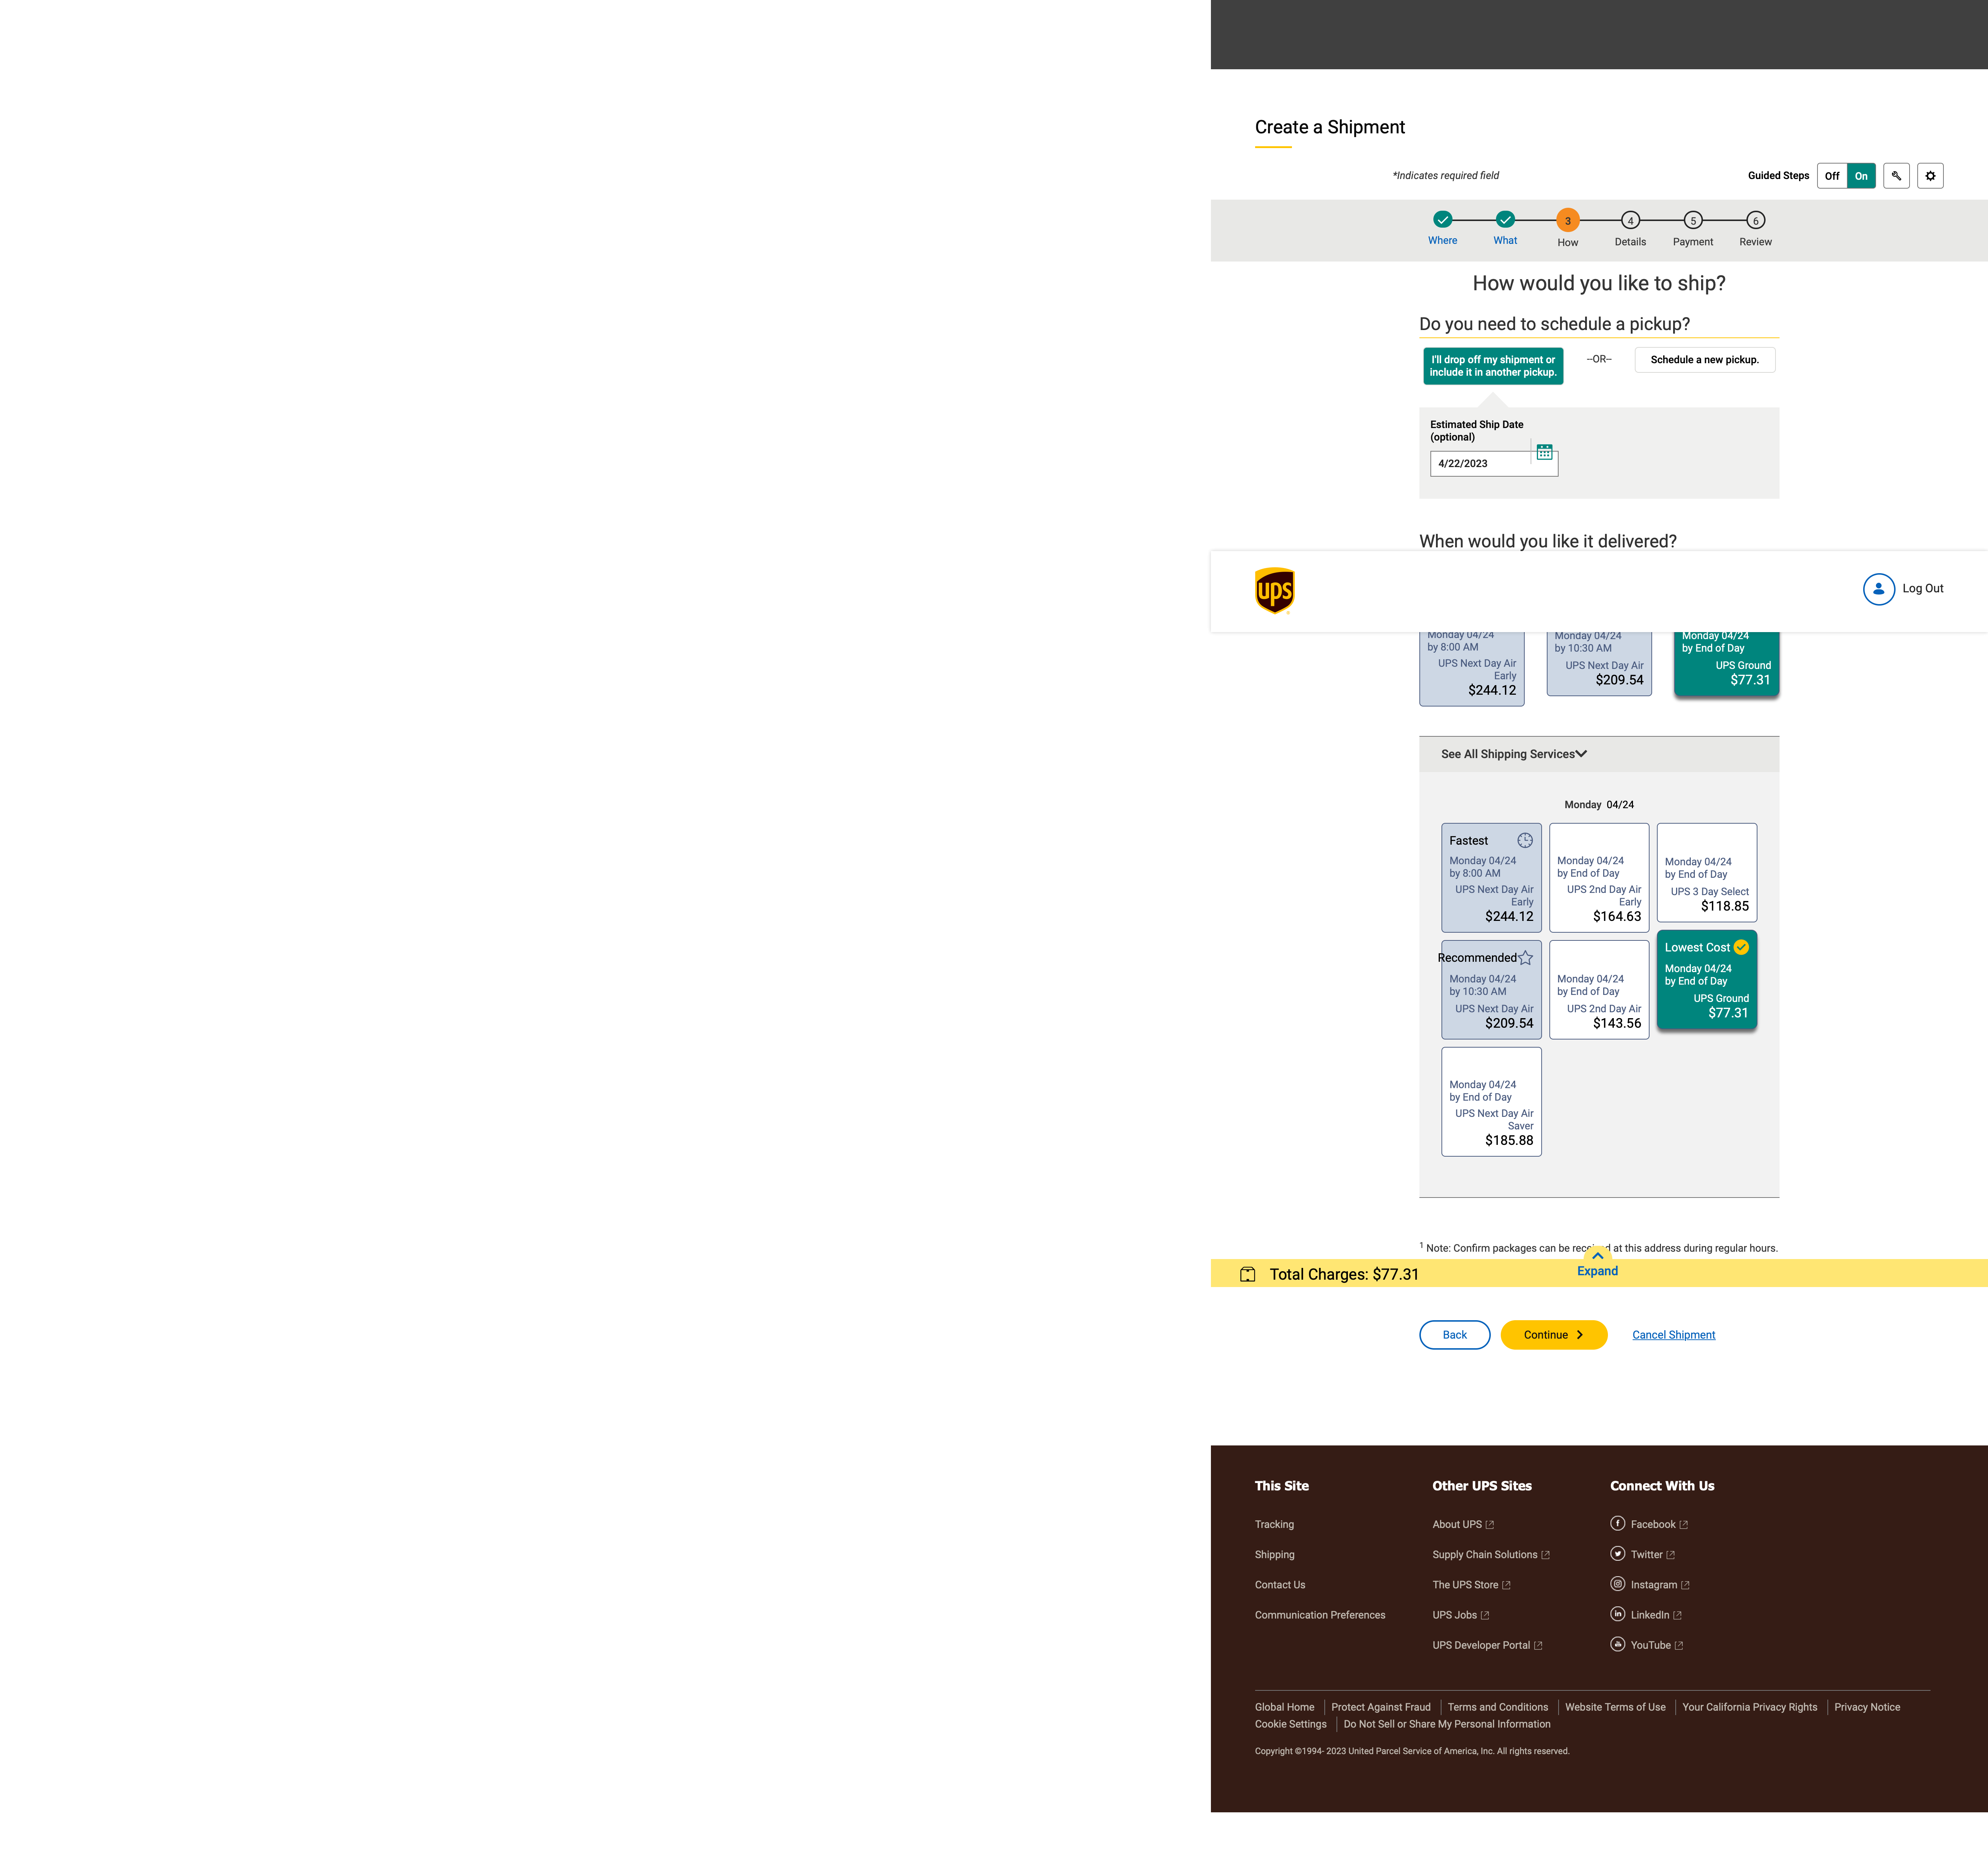 Create a Shipment
*Indicates required field
Guided Steps Off On
3 4 5 6
Where What How Details Payment Review
How would you like to ship?
Do you need to schedule a pickup?
I'll drop off my shipment or
include it in another pickup.
--OR--
Schedule a new pickup.
Estimated Ship Date
(optional)
4/22/2023
When would you like it delivered?
ups
Log Out
Monday 04/24
by 8:00 AM
UPS Next Day Air
Early
$244.12
Monday 04/24
by 10:30 AM
UPS Next Day Air
$209.54
Monday 04/24
by End of Day
UPS Ground
$77.31
See All Shipping Services
Monday 04/24
Fastest
Monday 04/24
by 8:00 AM
UPS Next Day Air
Early
$244.12
Monday 04/24
by End of Day
UPS 2nd Day Air
Early
$164.63
Monday 04/24
by End of Day
UPS 3 Day Select
$118.85
Recommended
Monday 04/24
by 10:30 AM
UPS Next Day Air
$209.54
Monday 04/24
by End of Day
UPS 2nd Day Air
$143.56
Lowest Cost
Monday 04/24
by End of Day
UPS Ground
$77.31
Monday 04/24
by End of Day
UPS Next Day Air
Saver
$185.88
1 Note: Confirm packages can be received at this address during regular hours.
Total Charges: $77.31
Expand
Back
Continue
Cancel Shipment
This Site
Tracking
Shipping
Contact Us
Communication Preferences
Other UPS Sites
About UPS
Supply Chain Solutions
The UPS Store
UPS Jobs
UPS Developer Portal
Connect With Us
Facebook
Twitter
Instagram
LinkedIn
YouTube
Global Home Protect Against Fraud Terms and Conditions Website Terms of Use Your California Privacy Rights Privacy Notice
Cookie Settings Do Not Sell or Share My Personal Information
Copyright ©1994- 2023 United Parcel Service of America, Inc. All rights reserved.